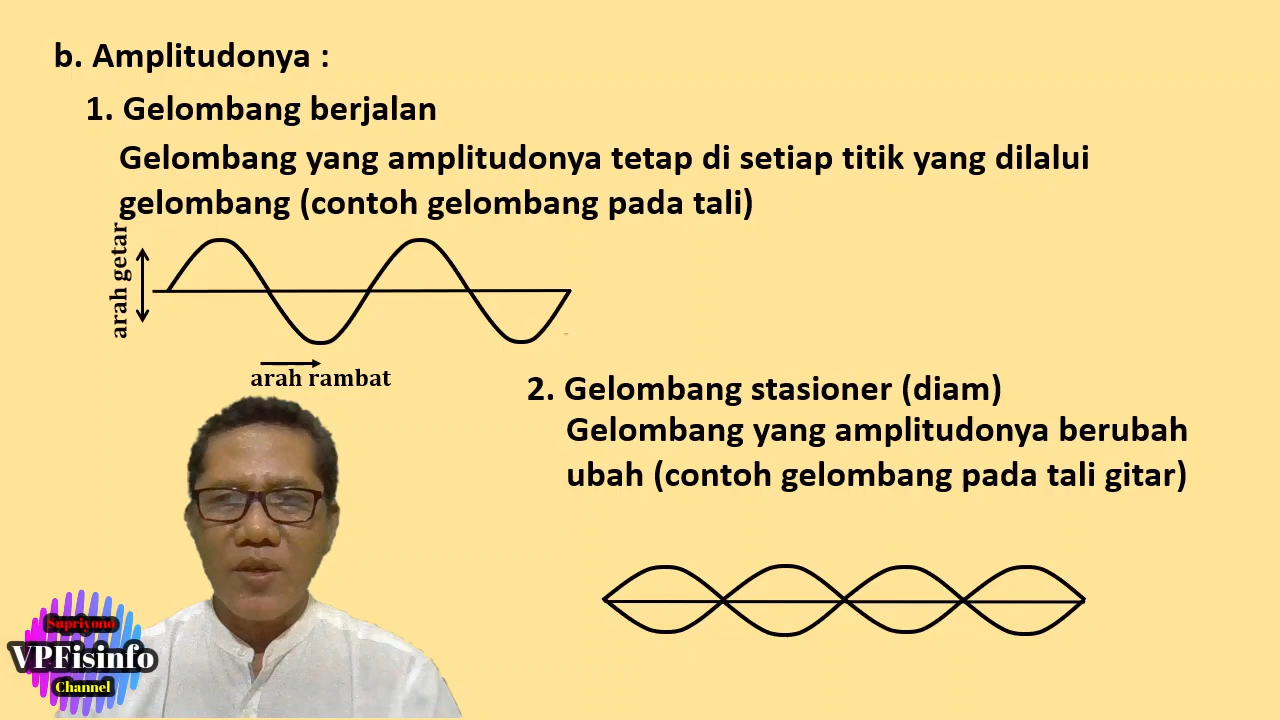 b. Amplitudonya :
1. Gelombang berjalan
Gelombang yang amplitudonya tetap di setiap titik yang dilalui
gelombang (contoh gelombang pada tali)
arah getar
arah rambat
2. Gelombang stasioner (diam)
Gelombang yang amplitudonya berubah
ubah (contoh gelombang pada tali gitar)
Supriyono
VPFisinfo
Channel